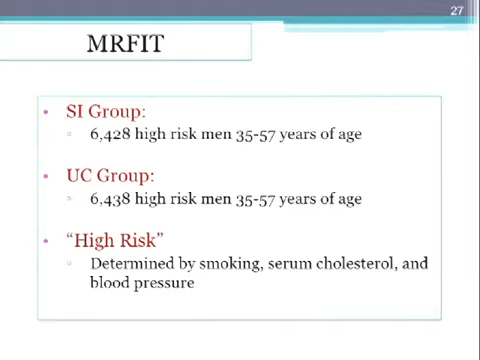 27
MRFIT
• SI Group:
▫ 6,428 high risk men 35-57 years of age
• UC Group:
▫ 6,438 high risk men 35-57 years of age
• “High Risk”
▫ Determined by smoking, serum cholesterol, and
blood pressure